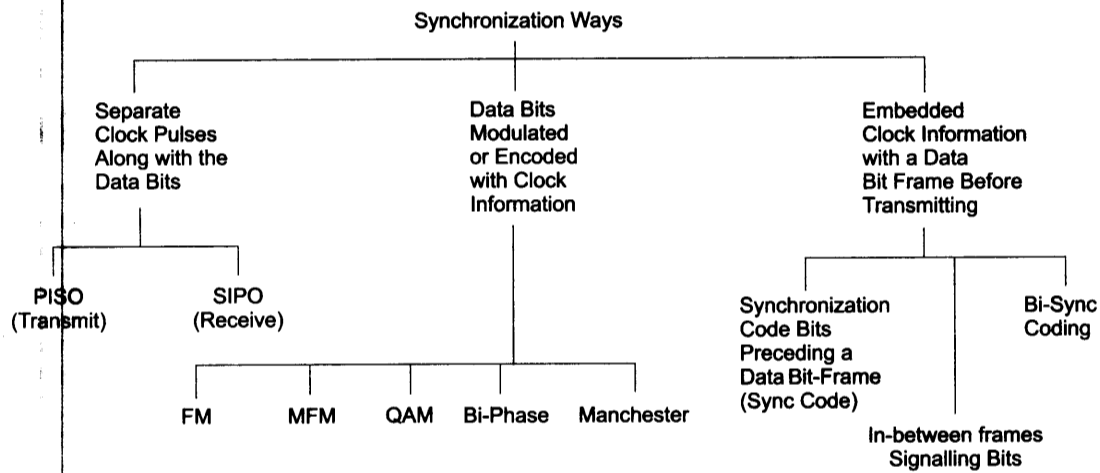 Synchronization Ways
Separate
Clock Pulses
Along with the
Data Bits
Data Bits
Modulated
or Encoded
with Clock
Information
Embedded
Clock Information
with a Data
Bit Frame Before
Transmitting
PISO
(Transmit)
SIPO
(Receive)
FM
MFM
QAM
Bi-Phase
Manchester
Synchronization
Code Bits
Preceding a
Data Bit-Frame
(Sync Code)
In-between frames
Signalling Bits
Bi-Sync
Coding